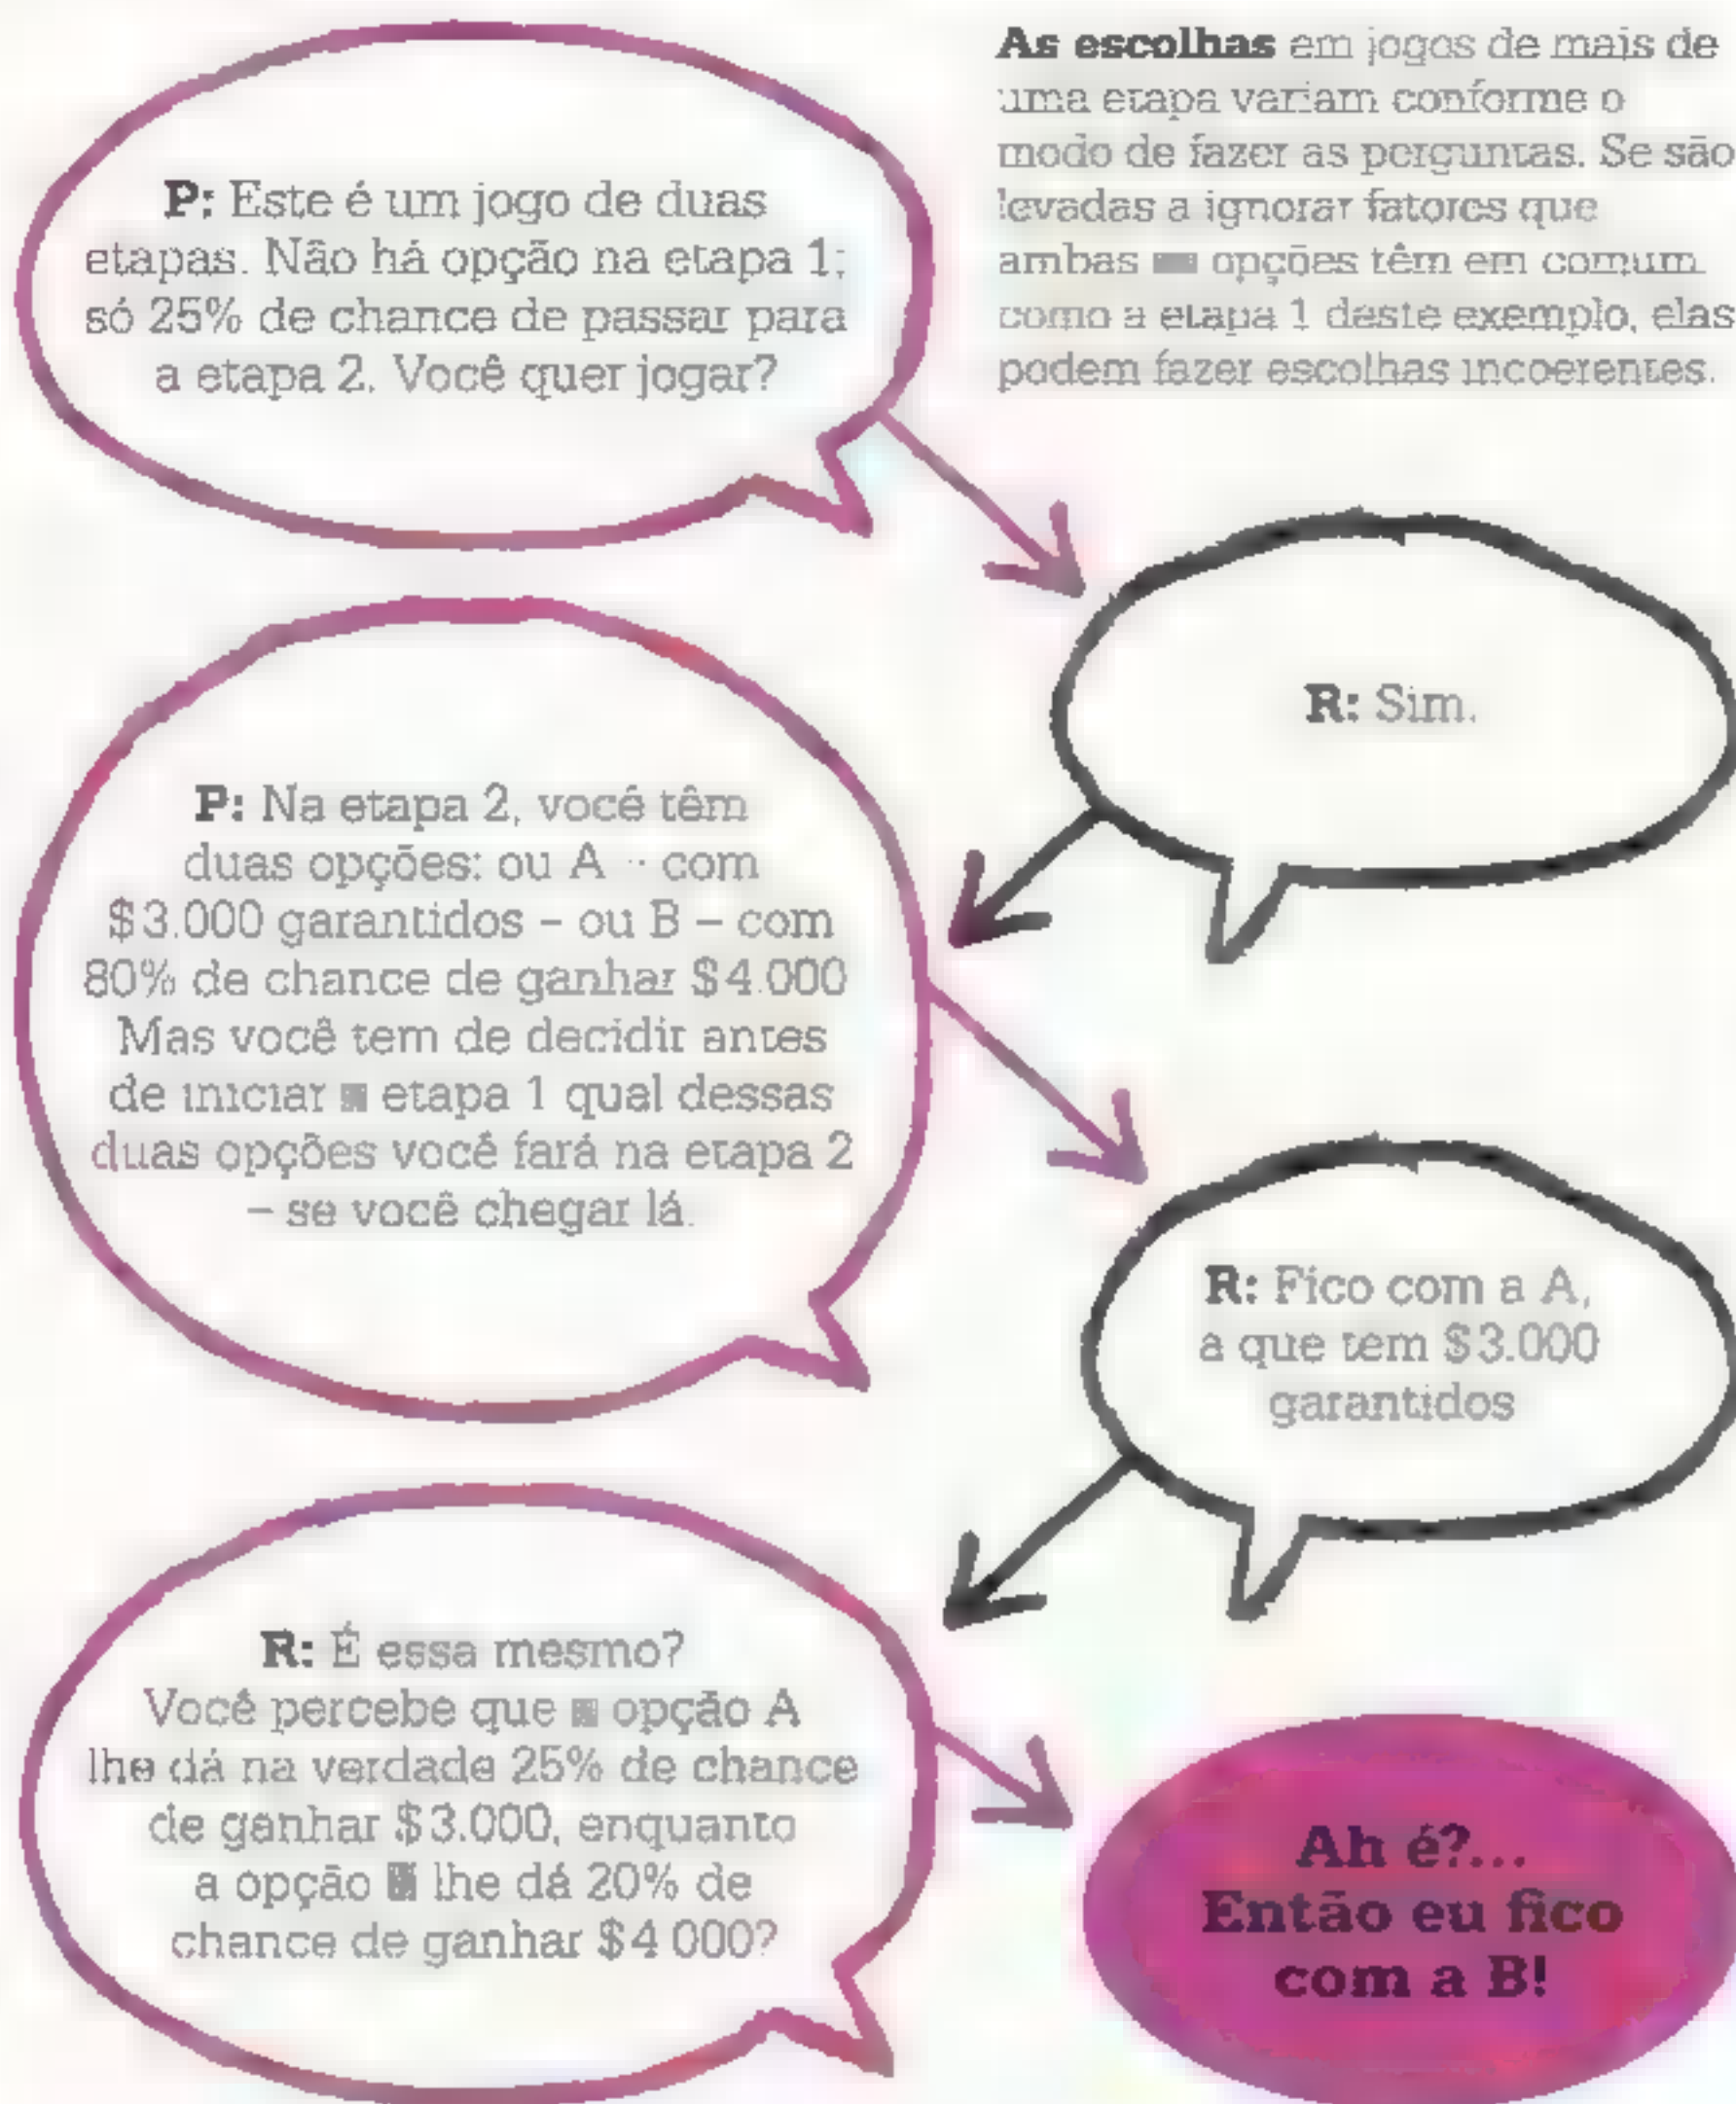 As escolhas em jogos de mais de
uma etapa variam conforme o
modo de fazer as perguntas. Se são
levadas a ignorar fatores que
ambas opções têm em comum
como a etapa 1 deste exemplo, elas
podem fazer escolhas incoerentes.
P: Este é um jogo de duas
etapas. Não há opção na etapa 1;
só 25% de chance de passar para
a etapa 2. Você quer jogar?
R: Sim.
P: Na etapa 2, você têm
duas opções: ou A – com
$3.000 garantidos – ou B – com
80% de chance de ganhar $4.000
Mas você tem de decidir antes
de iniciar etapa 1 qual dessas
duas opções você fará na etapa 2
– se você chegar lá.
R: Fico com a A,
a que tem $3.000
garantidos
R: É essa mesmo?
Você percebe que opção A
lhe dá na verdade 25% de chance
de ganhar $3.000, enquanto
a opção lhe dá 20% de
chance de ganhar $4 000?
Ah é?...
Então eu fico
com a B!